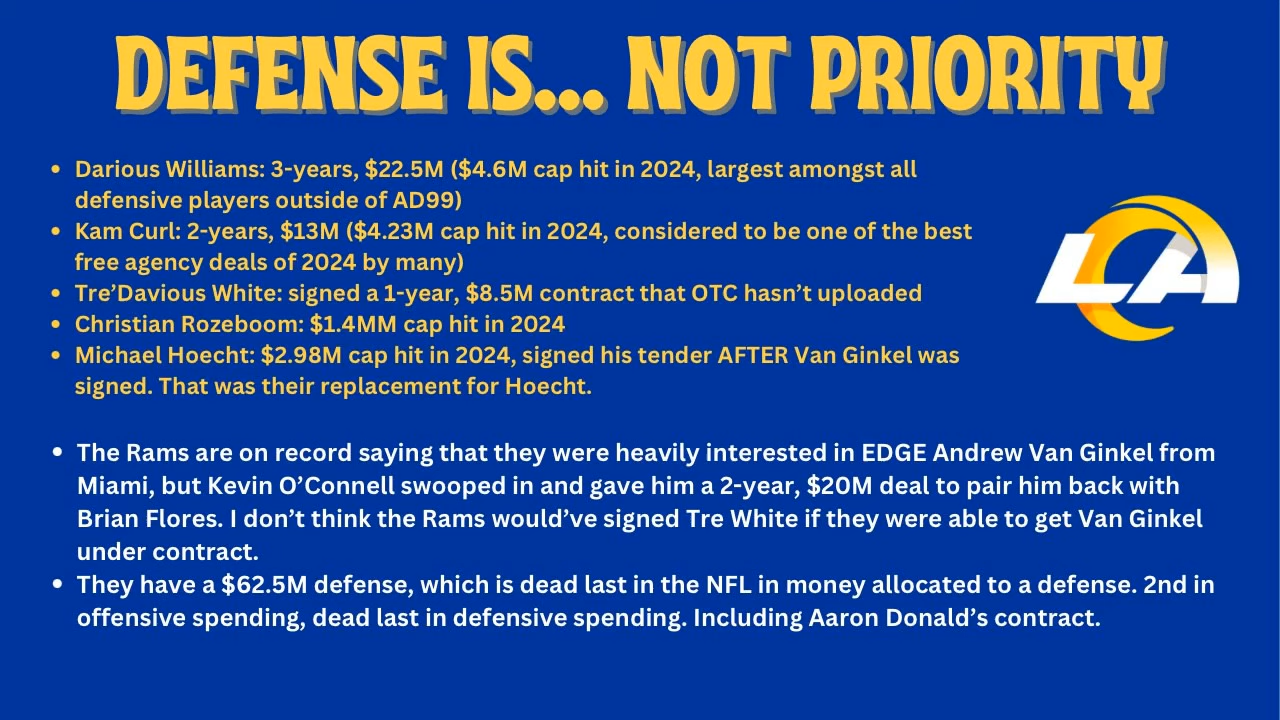 DEFENSE IS... NOT PRIORITY
• Darious Williams: 3-years, $22.5M ($4.6M cap hit in 2024, largest amongst all
defensive players outside of AD99)
• Kam Curl: 2-years, $13M ($4.23M cap hit in 2024, considered to be one of the best
free agency deals of 2024 by many)
• Tre’Davious White: signed a 1-year, $8.5M contract that OTC hasn’t uploaded
• Christian Rozeboom: $1.4MM cap hit in 2024
• Michael Hoecht: $2.98M cap hit in 2024, signed his tender AFTER Van Ginkel was
signed. That was their replacement for Hoecht.
LA
• The Rams are on record saying that they were heavily interested in EDGE Andrew Van Ginkel from
Miami, but Kevin O’Connell swooped in and gave him a 2-year, $20M deal to pair him back with
Brian Flores. I don’t think the Rams would’ve signed Tre White if they were able to get Van Ginkel
under contract.
• They have a $62.5M defense, which is dead last in the NFL in money allocated to a defense. 2nd in
offensive spending, dead last in defensive spending. Including Aaron Donald’s contract.